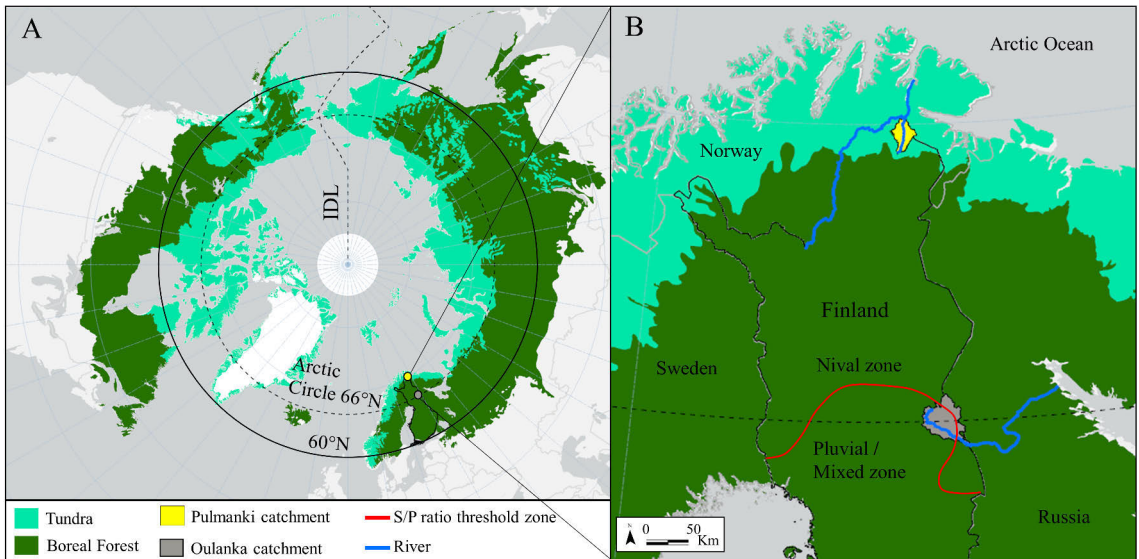 A
IDL
Arctic
Circle 66°N
60°N
B
Arctic Ocean
Norway
Finland
Sweden
Nival zone
Pluvial /
Mixed zone
Russia
N
0 50
Km
Tundra
Pulmanki catchment
S/P ratio threshold zone
Boreal Forest
Oulanka catchment
River